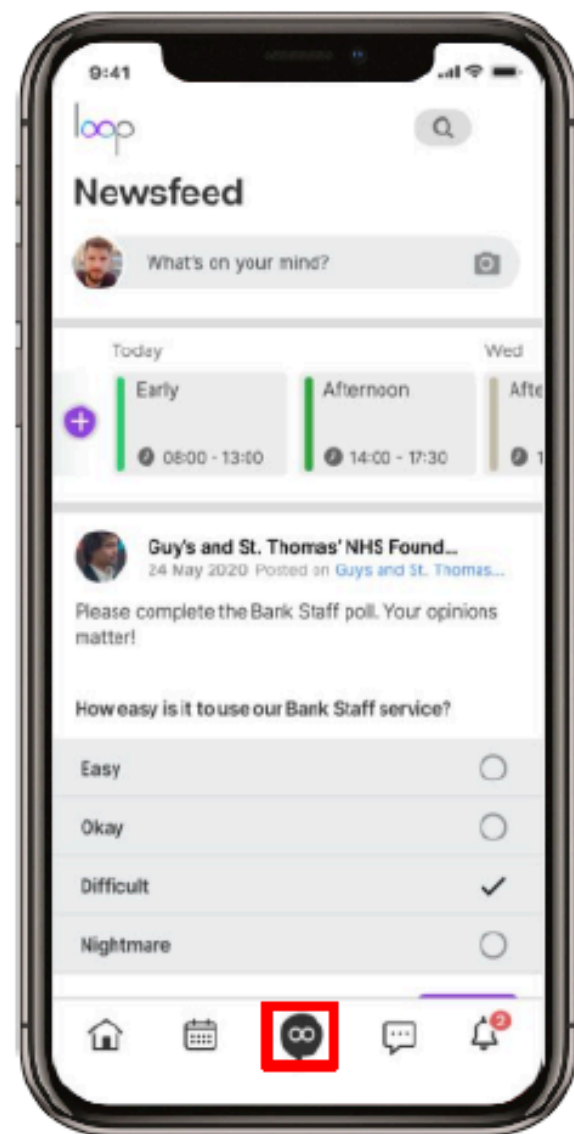 9:41
loop
Newsfeed
What's on your mind?
Today
Wed
Early
Afternoon
Afte
08:00 - 13:00
14:00 - 17:30
1
Guy's and St. Thomas' NHS Found...
24 May 2020 Posted on Guys and St. Thomas...
Please complete the Bank Staff poll. Your opinions
matter!
How easy is it to use our Bank Staff service?
Easy
Okay
Difficult
Nightmare
2